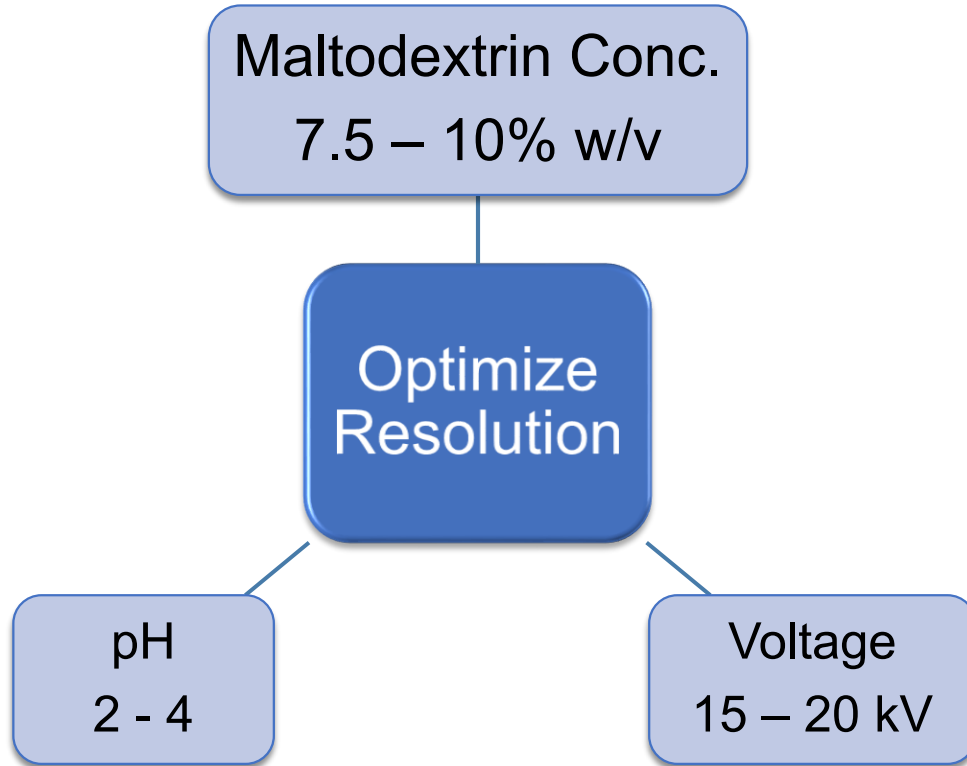 Maltodextrin Conc.
7.5 – 10% w/v
Optimize
Resolution
pH
2 - 4
Voltage
15 – 20 kV